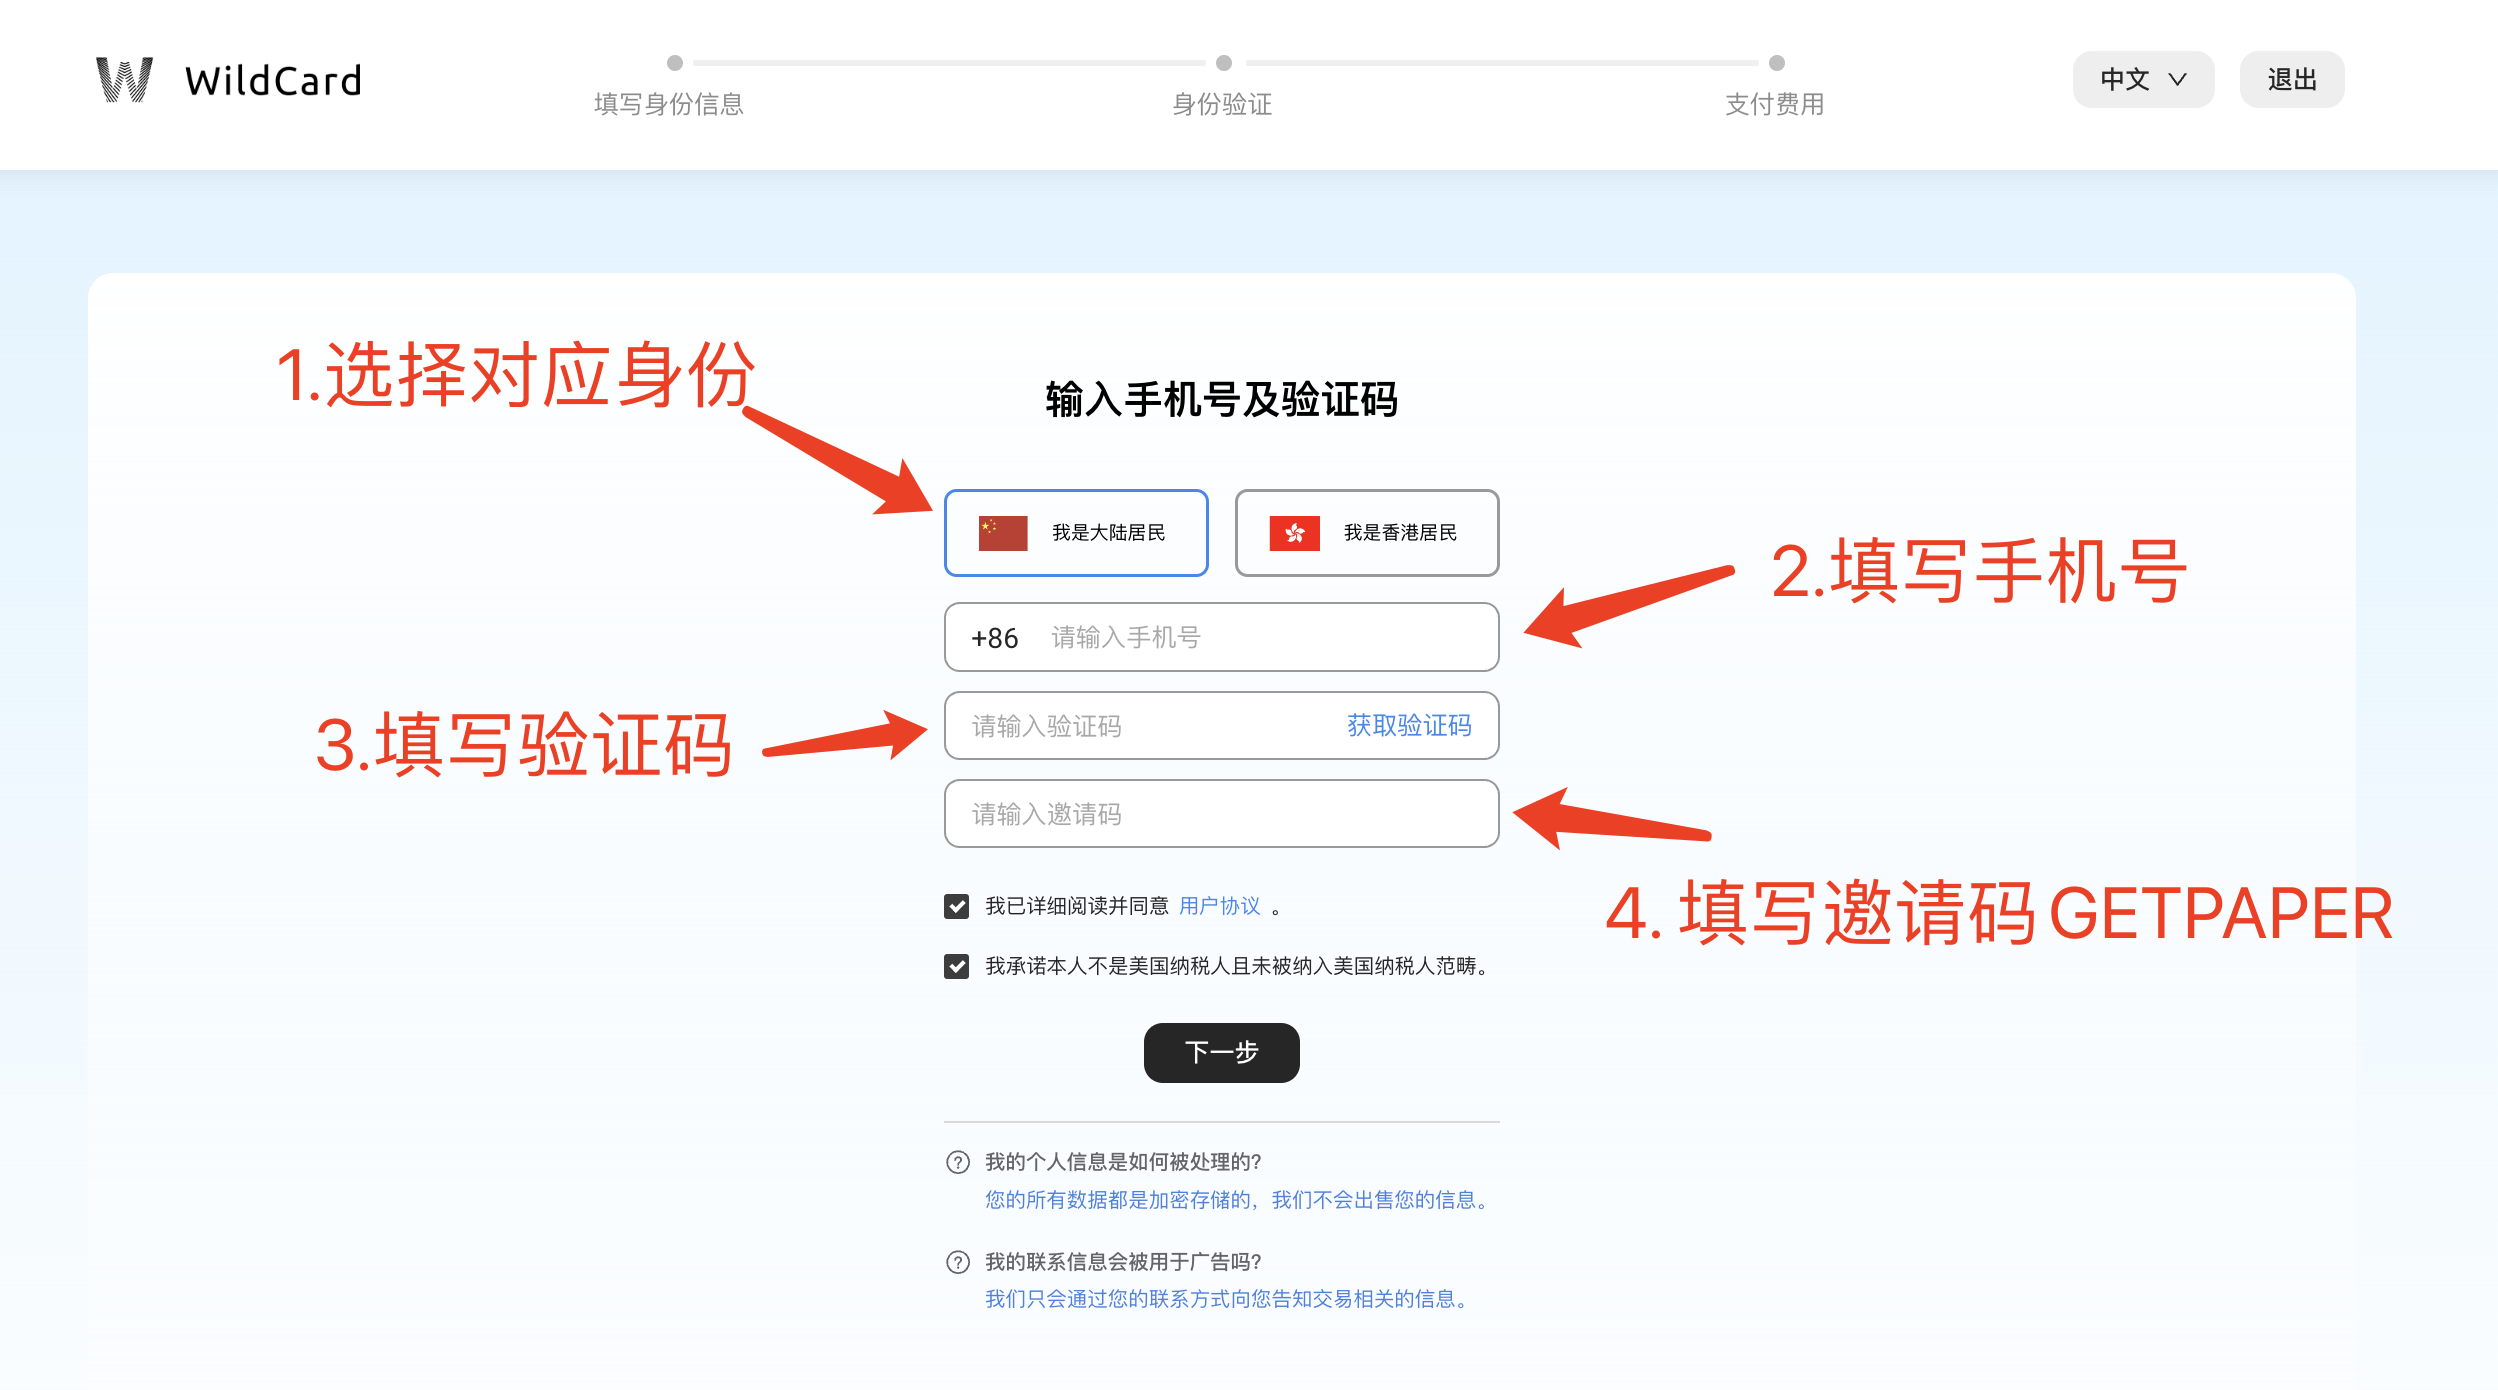 WildCard
填写身份信息
身份验证
支付费用
中文
退出
1.选择对应身份
输入手机号及验证码
我是大陆居民
我是香港居民
2.填写手机号
+86 请输入手机号
3.填写验证码
请输入验证码 获取验证码
请输入邀请码
4. 填写邀请码 GETPAPER
我已详细阅读并同意 用户协议 。
我承诺本人不是美国纳税人且未被纳入美国纳税人范畴。
下一步
我的个人信息是如何被处理的?
您的所有数据都是加密存储的，我们不会出售您的信息。
我的联系信息会被用于广告吗?
我们只会通过您的联系方式向您告知交易相关的信息。